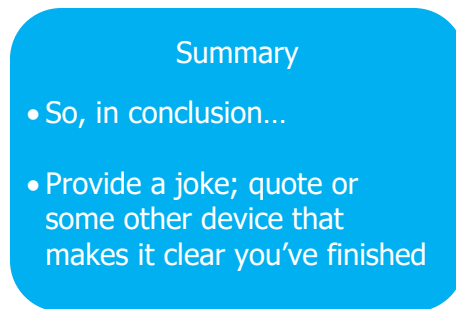 Summary
• So, in conclusion…
• Provide a joke; quote or
some other device that
makes it clear you’ve finished